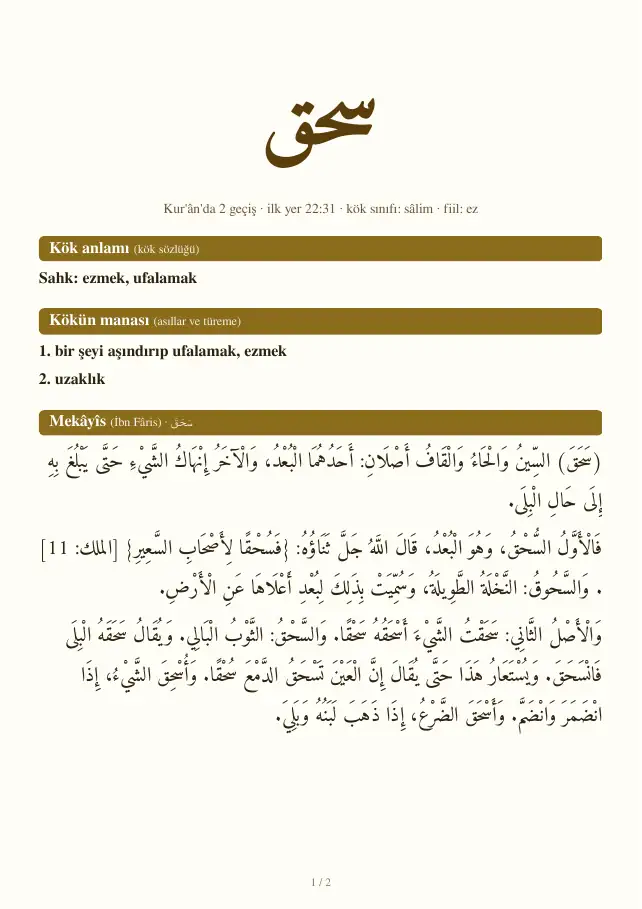 سحق
Kur'ân'da 2 geçiş · ilk yer 22:31 · kök sınıfı: sâlim · fiil: ez
Kök anlamı (kök sözlüğü)
Sahk: ezmek, ufalamak
Kökün manası (asıllar ve türeme)
1. bir şeyi aşındırıp ufalamak, ezmek
2. uzaklık
Mekâyîs (İbn Fâris) · سَحَقَ
(سَحَقَ) السِّينُ وَالْحَاءُ وَالْقَافُ أَصْلَانِ: أَحَدُهُمَا الْبُعْدُ، وَالْآخَرُ إِنْهَاكُ الشَّيْءِ حَتَّى يَبْلُغَ بِهِ
إِلَى حَالِ الْبِلَى.
فَالْأَوَّلُ السُّحْقُ، وَهُوَ الْبُعْدُ، قَالَ اللَّهُ جَلَّ ثَنَاؤُهُ: {فَسُحْقًا لِأَصْحَابِ السَّعِيرِ} [الملك: 11]
. وَالسَّحُوقُ: النَّخْلَةُ الطَّوِيلَةُ، وَسُمِّيَتْ بِذَلِكَ لِبُعْدِ أَعْلَاهَا عَنِ الْأَرْضِ.
وَالْأَصْلُ الثَّانِي: سَحَقْتُ الشَّيْءَ أَسْحَقُهُ سَحْقًا. وَالسَّحْقُ: الثَّوْبُ الْبَالِي. وَيُقَالُ سَحَقَهُ الْبِلَى
فَانْسَحَقَ. وَيُسْتَعَارُ هَذَا حَتَّى يُقَالَ إِنَّ الْعَيْنَ تَسْحَقُ الدَّمْعَ سُحْقًا. وَأُسْحِقَ الشَّيْءُ، إِذَا
انْضَمَرَ وَانْضَمَّ. وَأَسْحَقَ الضَّرْعُ، إِذَا ذَهَبَ لَبَنُهُ وَبَلِيَ.
1 / 2